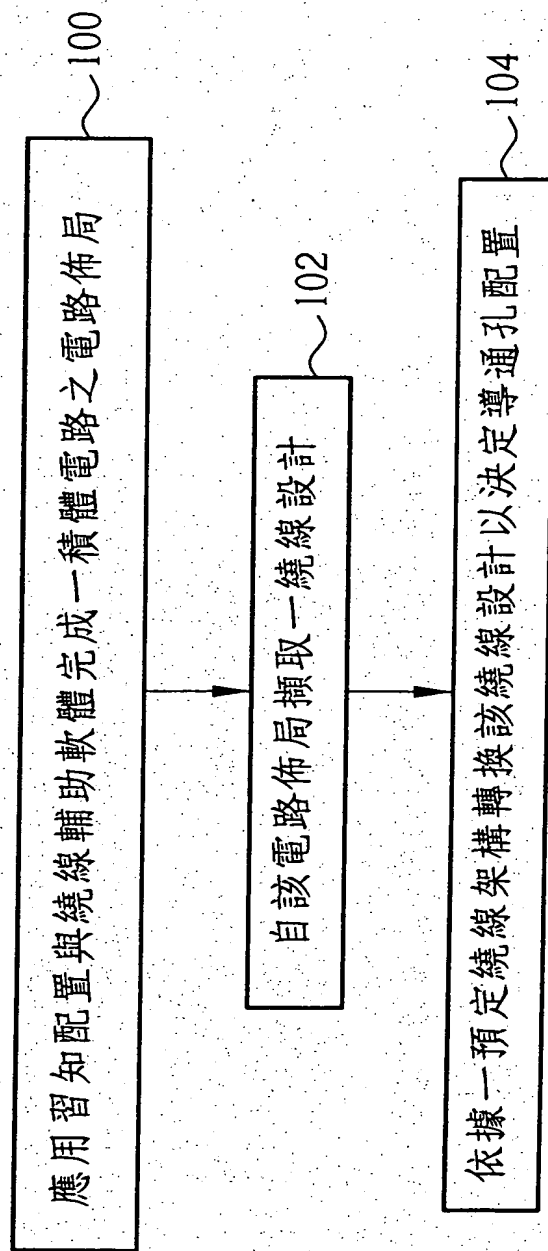 應用習知配置與繞線輔助軟體完成一積體電路之電路佈局
100
自該電路佈局擷取一繞線設計
102
依據一預定繞線架構轉換該繞線設計以決定導通孔配置
104